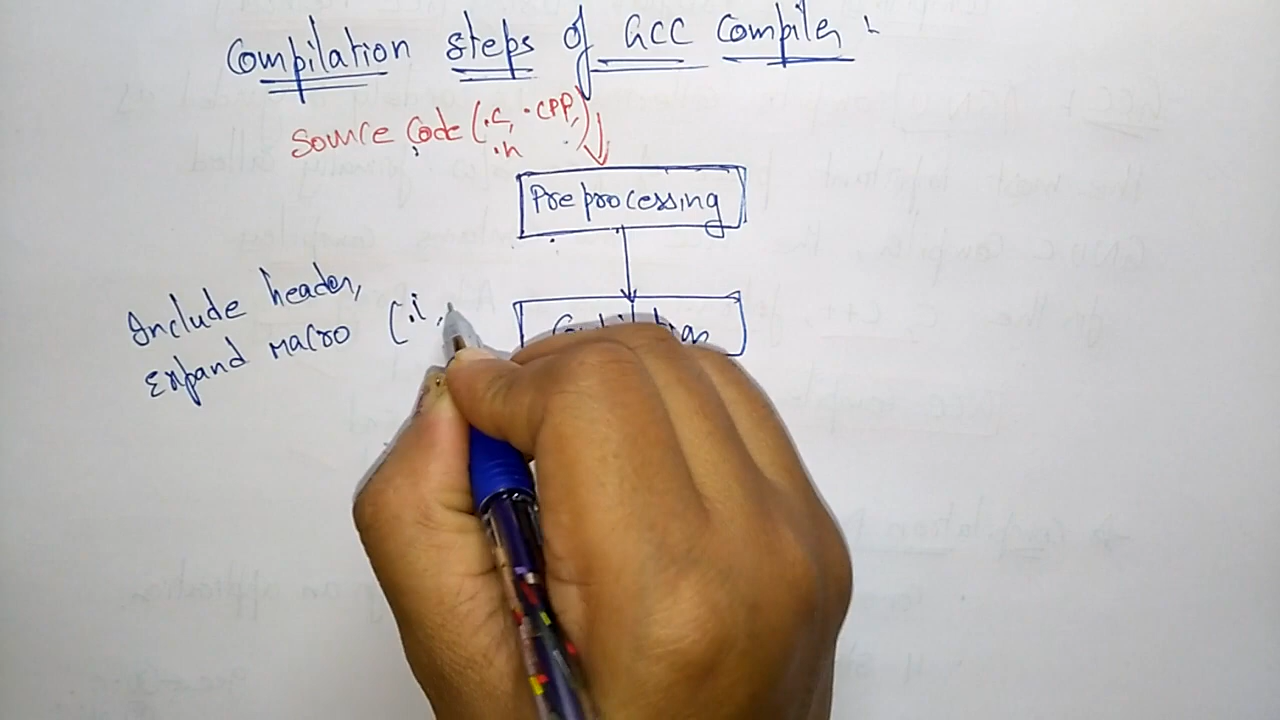 Compilation steps of GCC Compiler :
Source Code (.c, .CPP,
.h )
Preprocessing
Include header,
Expand Macro (.i,